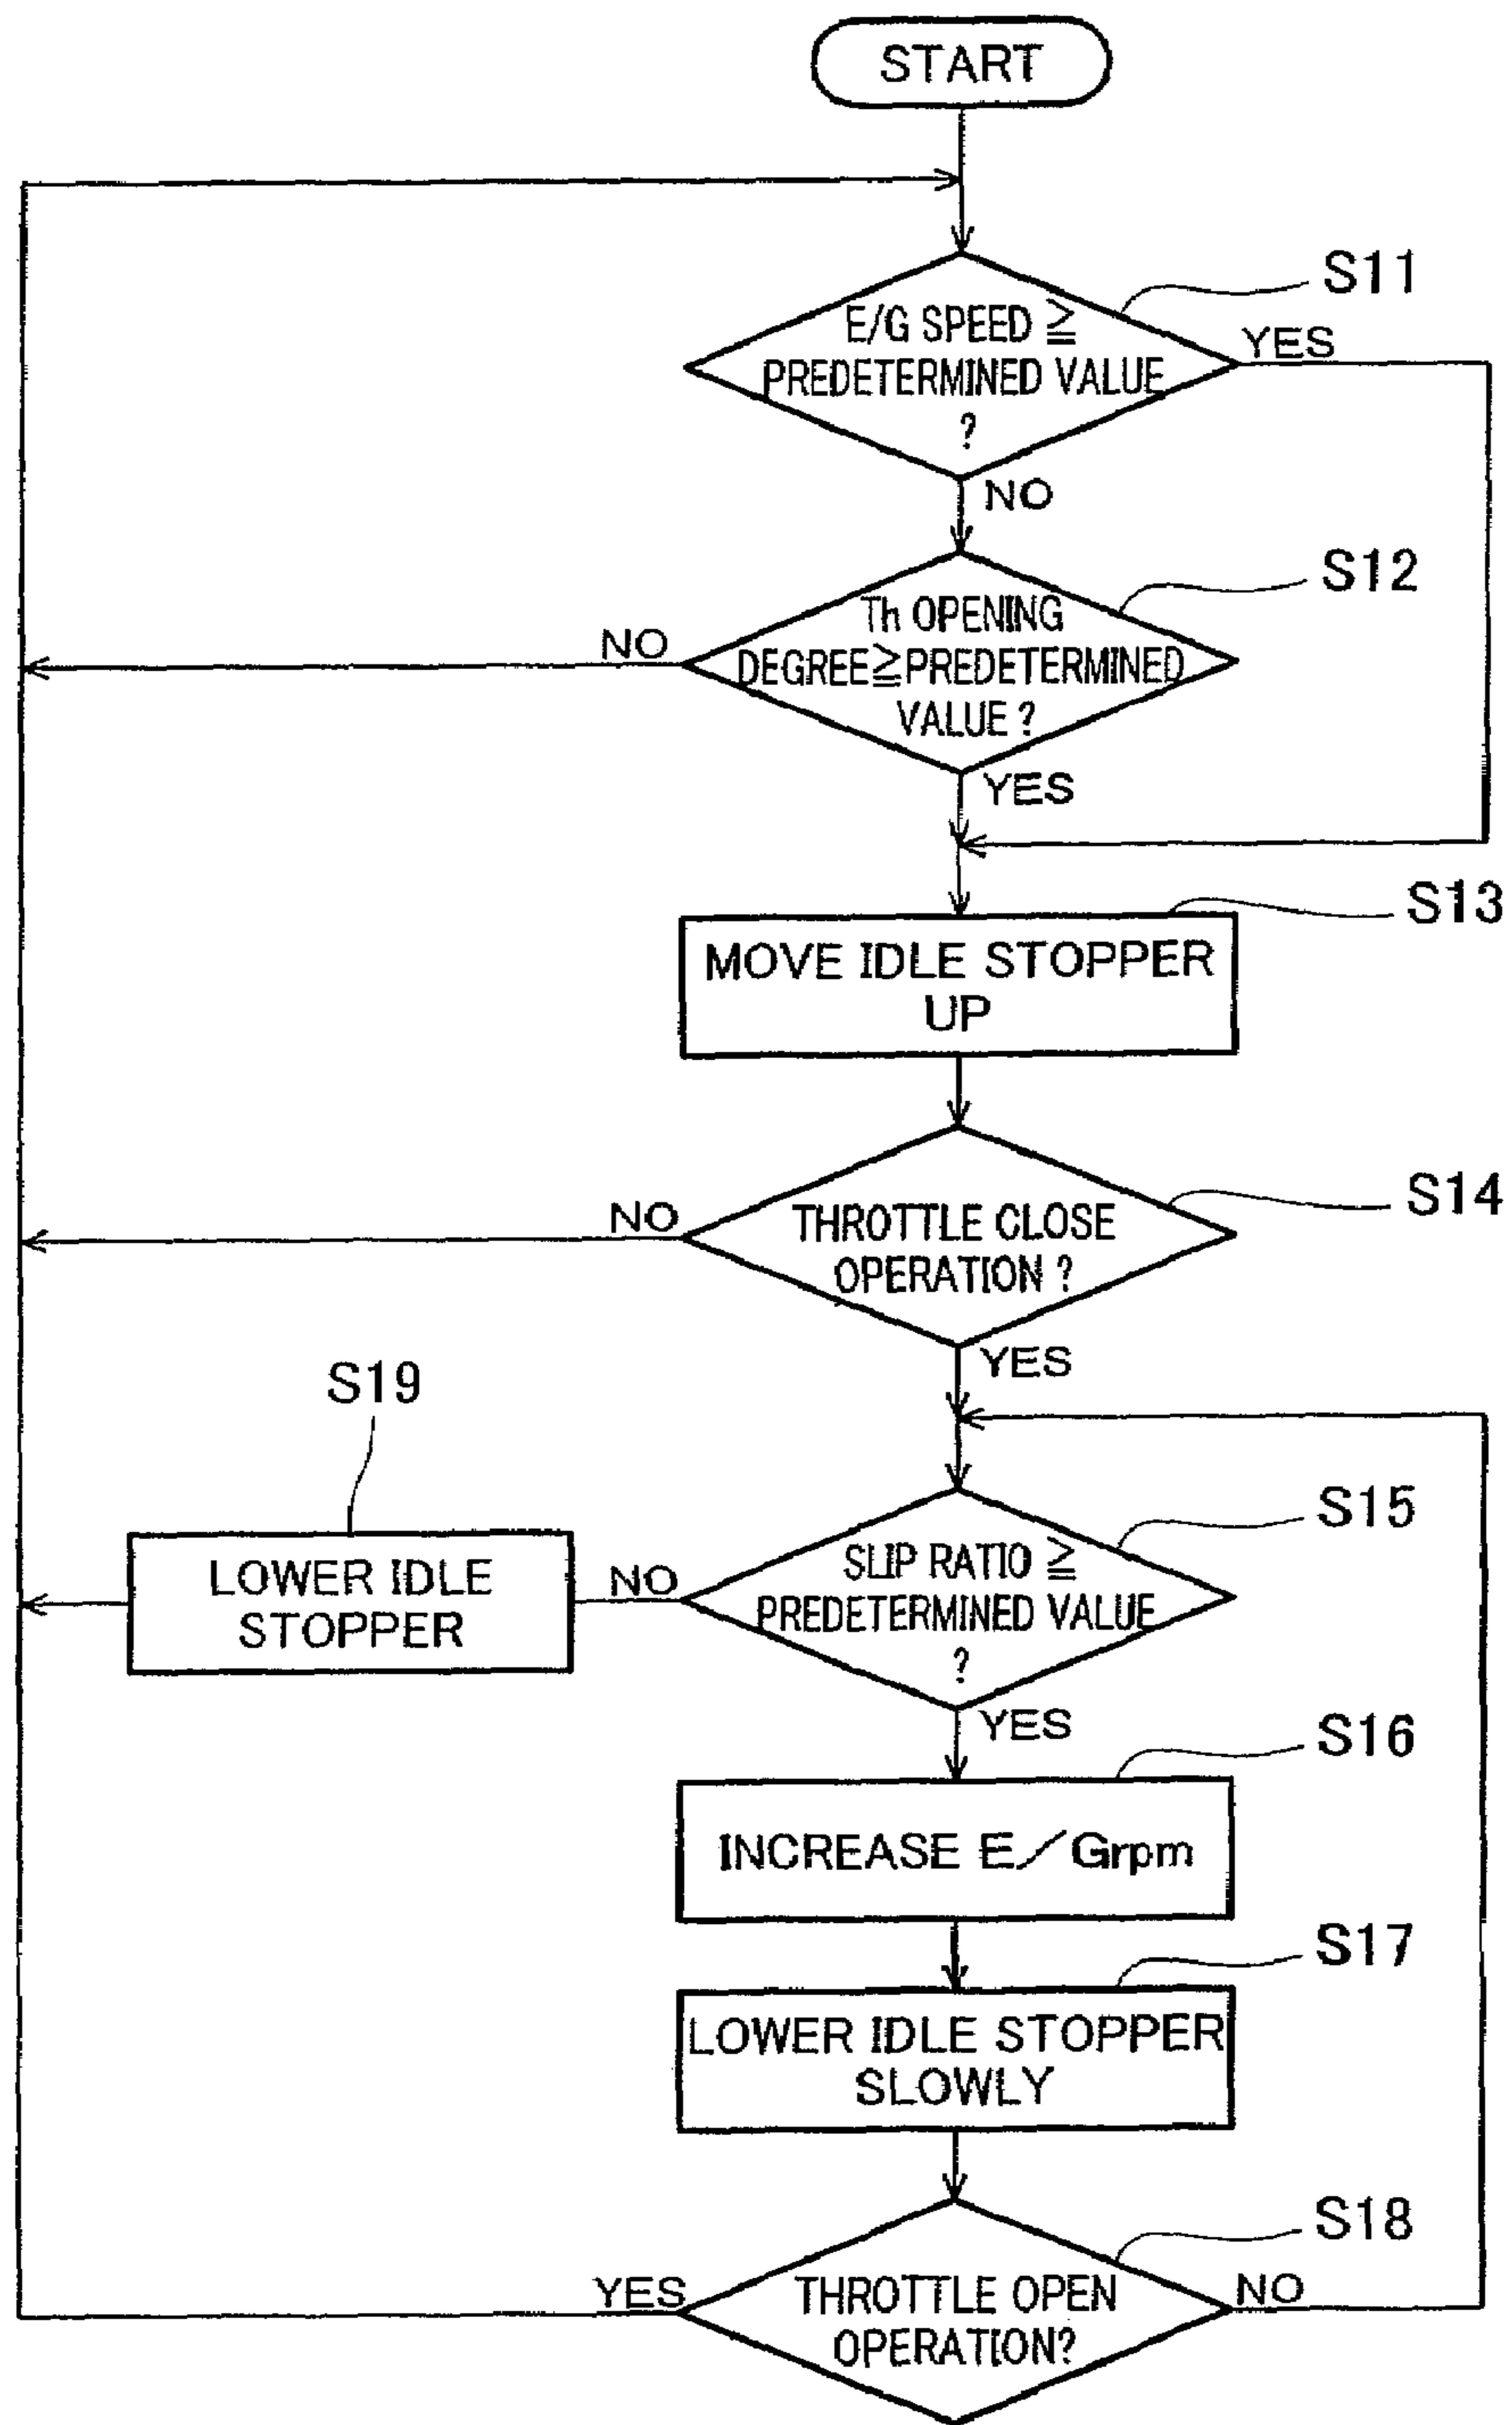 START
S11
E/G SPEED ≧
PREDETERMINED VALUE
?
YES
NO
S12
Th OPENING
DEGREE≧PREDETERMINED
VALUE ?
NO
YES
S13
MOVE IDLE STOPPER
UP
S14
THROTTLE CLOSE
OPERATION ?
NO
YES
S19
LOWER IDLE
STOPPER
S15
SLIP RATIO ≧
PREDETERMINED VALUE
?
NO
YES
S16
INCREASE E/Grpm
S17
LOWER IDLE STOPPER
SLOWLY
S18
THROTTLE OPEN
OPERATION?
YES
NO